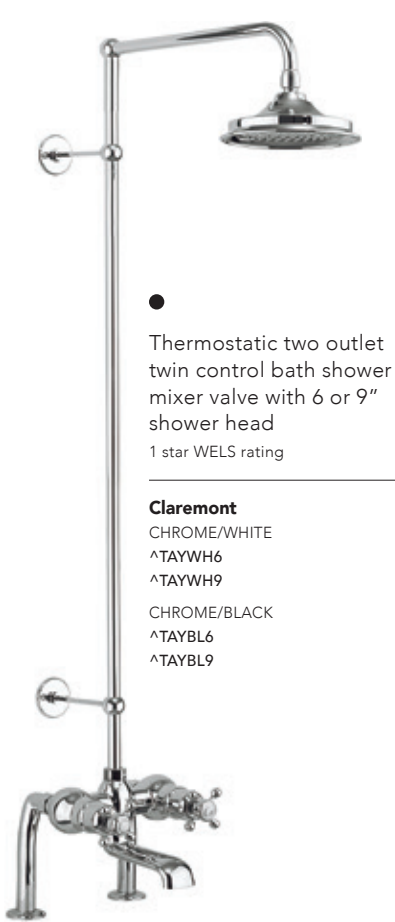 Thermostatic two outlet
twin control bath shower
mixer valve with 6 or 9”
shower head
1 star WELS rating
Claremont
CHROME/WHITE
^TAYWH6
^TAYWH9
CHROME/BLACK
^TAYBL6
^TAYBL9